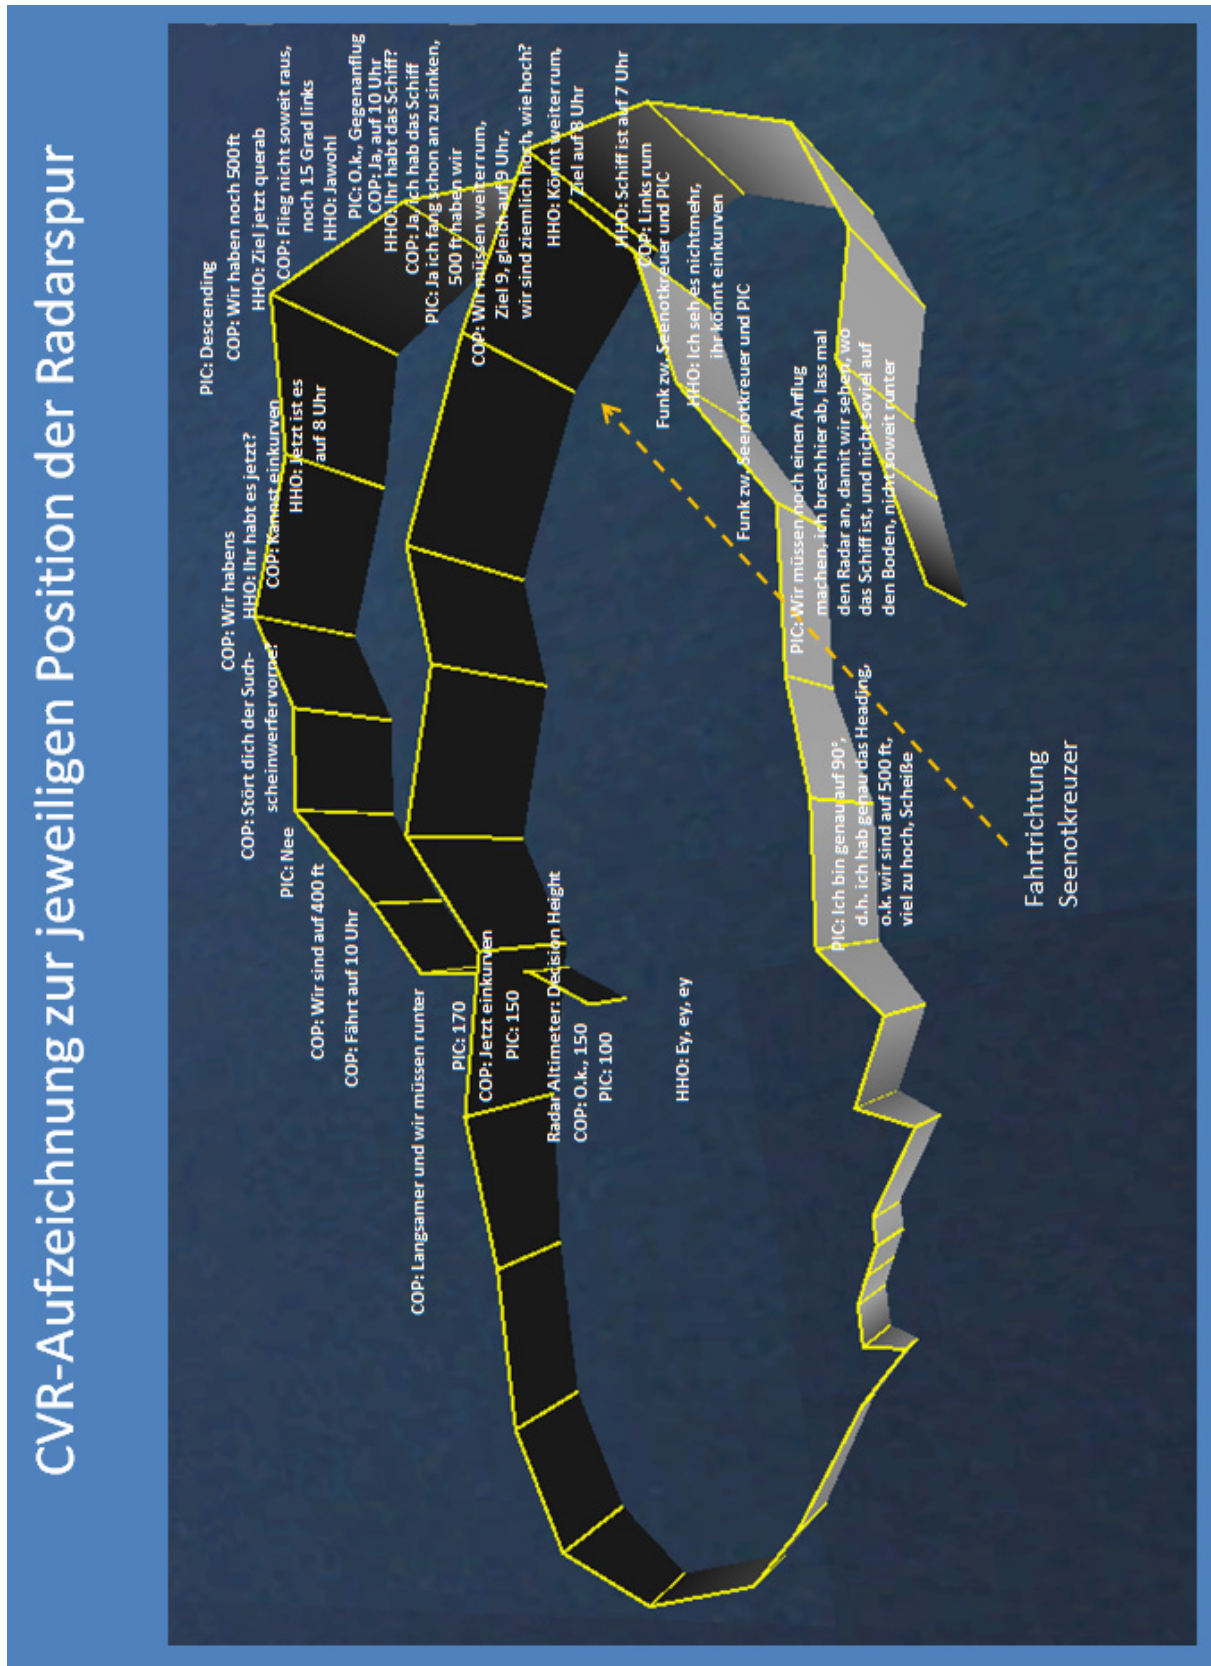 CVR-Aufzeichnung zur jeweiligen Position der Radarspur
PIC: Descending
COP: Wir haben noch 500ft
HHO: Ziel jetzt querab
COP: Flieg nicht soweit raus,
noch 15 Grad links
HHO: Jawohl
PIC: O.k., Gegenanflug
COP: Ja, auf 10 Uhr
HHO: Ihr habt das Schiff?
COP: Ja, ich hab das Schiff
PIC: Ja ich fang schon an zu sinken,
500 ft haben wir
COP: Wir müssen weiter rum,
Ziel 9, gleich auf 9 Uhr,
wir sind ziemlich hoch, wie hoch?
HHO: Könnt weiter rum,
Ziel auf 8 Uhr
HHO: Schiff ist auf 7 Uhr
COP: Links rum
Funk zw. Seenotkreuer und PIC
HHO: Ich seh es nicht mehr,
ihr könnt einkurven
Funk zw. Seenotkreuer und PIC
PIC: Wir müssen noch einen Anflug
machen, ich brech hier ab, lass mal
den Radar an, damit wir sehen, wo
das Schiff ist, und nicht soviel auf
den Boden, nicht soweit runter
PIC: Ich bin genau auf 90°,
d.h. ich hab genau das Heading,
o.k. wir sind auf 500 ft,
viel zu hoch, Scheiße
COP: Wir habens
HHO: Ihr habt es jetzt?
COP: Kannst einkurven
HHO: Jetzt ist es
auf 8 Uhr
COP: Stört dich der Such-
scheinwerfer vorne?
PIC: Nee
COP: Wir sind auf 400 ft
COP: Fährt auf 10 Uhr
COP: Langsamer und wir müssen runter
PIC: 170
COP: Jetzt einkurven
PIC: 150
Radar Altimeter: Decision Height
COP: O.k., 150
PIC: 100
HHO: Ey, ey, ey
Fahrtrichtung
Seenotkreuzer